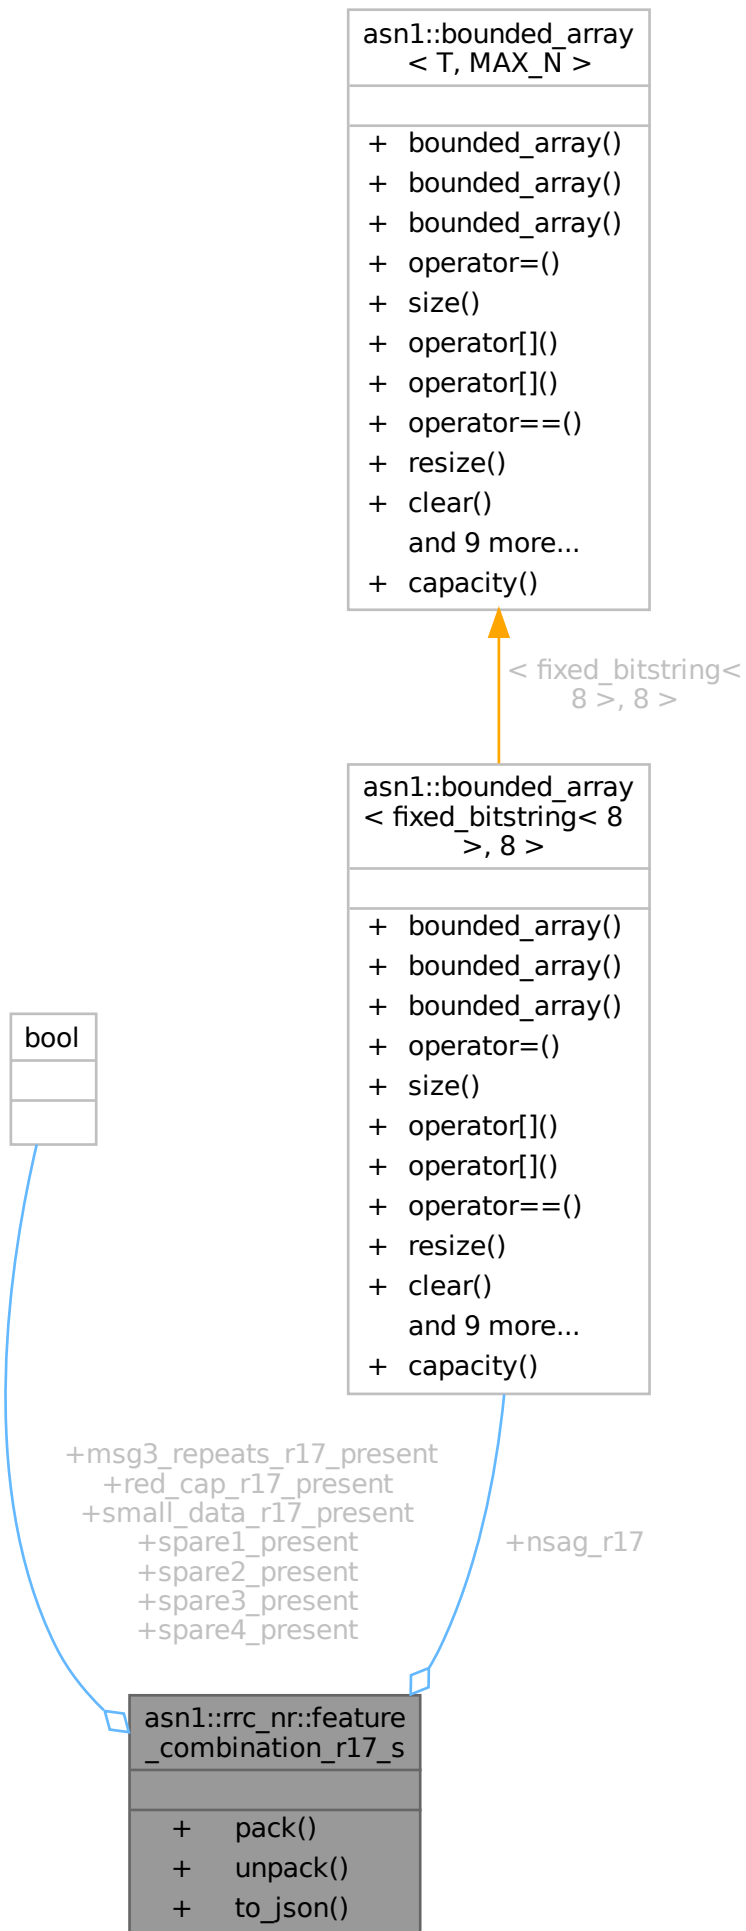 asn1::bounded_array
< T, MAX_N >
+ bounded_array()
+ bounded_array()
+ bounded_array()
+ operator=()
+ size()
+ operator[]()
+ operator[]()
+ operator==()
+ resize()
+ clear()
and 9 more...
+ capacity()
< fixed_bitstring<
8 >, 8 >
asn1::bounded_array
< fixed_bitstring< 8
>, 8 >
+ bounded_array()
+ bounded_array()
+ bounded_array()
+ operator=()
+ size()
+ operator[]()
+ operator[]()
+ operator==()
+ resize()
+ clear()
and 9 more...
+ capacity()
bool
+msg3_repeats_r17_present
+red_cap_r17_present
+small_data_r17_present
+spare1_present
+spare2_present
+spare3_present
+spare4_present
+nsag_r17
asn1::rrc_nr::feature
_combination_r17_s
+ pack()
+ unpack()
+ to_json()